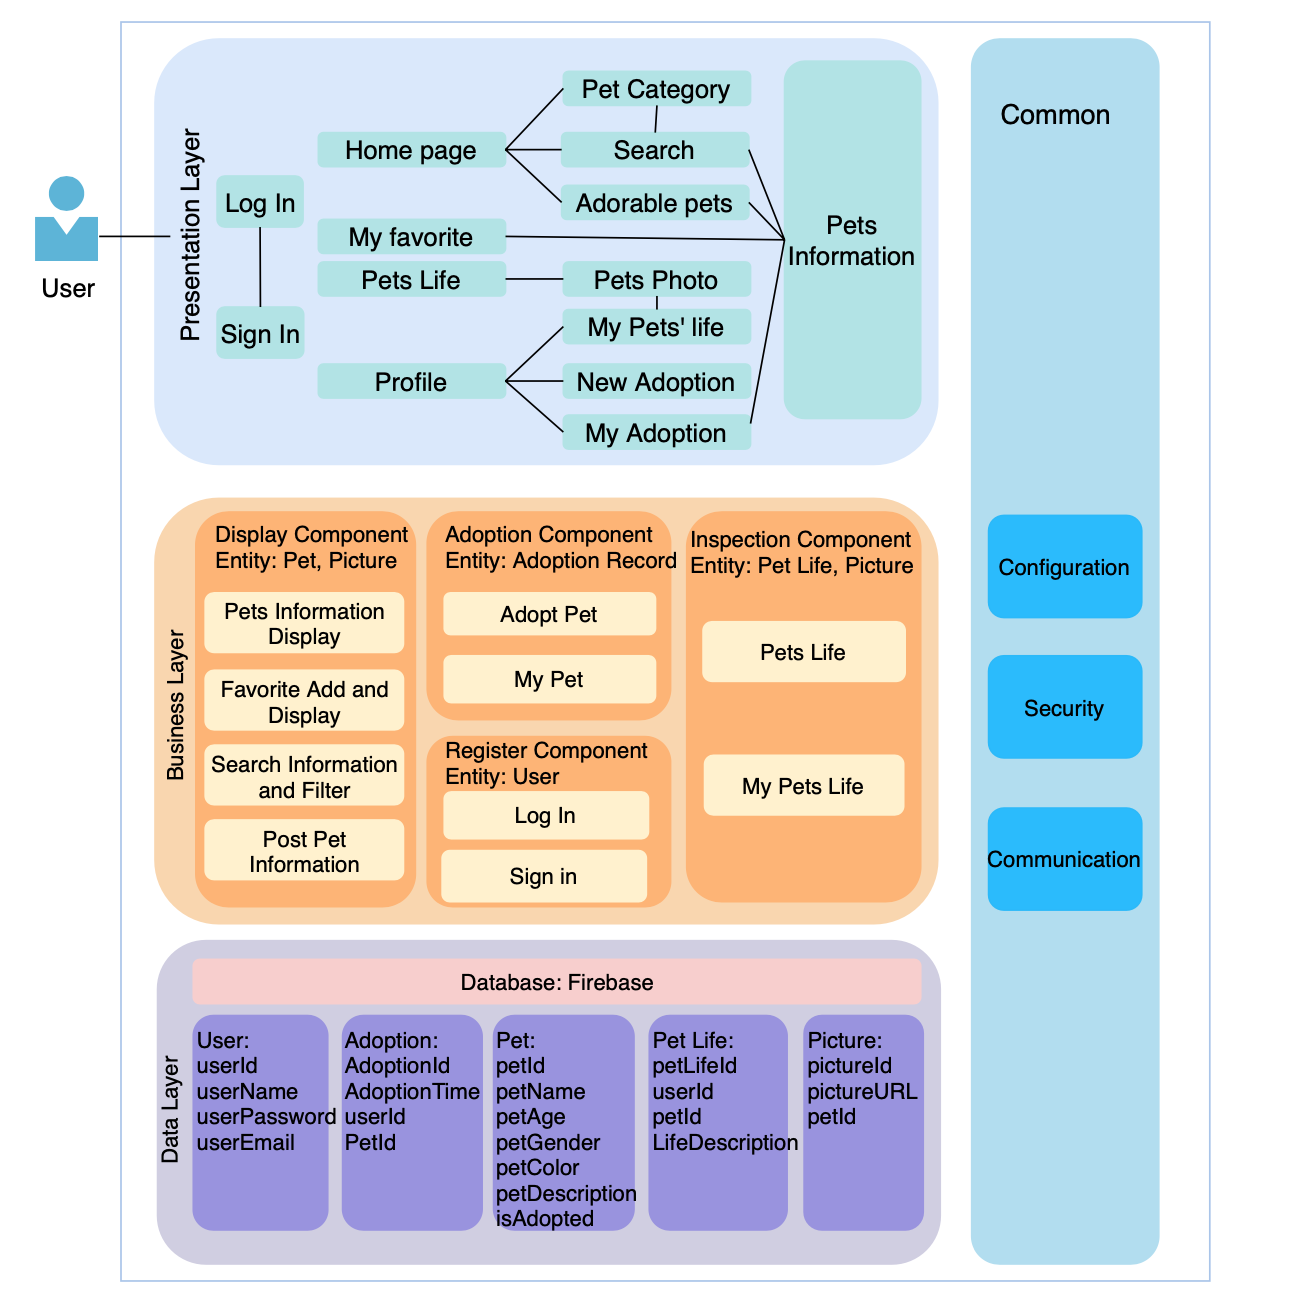 User
Presentation Layer
Log In
Sign In
Home page
My favorite
Pets Life
Profile
Pet Category
Search
Adorable pets
Pets Photo
My Pets' life
New Adoption
My Adoption
Pets
Information
Business Layer
Display Component
Entity: Pet, Picture
Pets Information
Display
Favorite Add and
Display
Search Information
and Filter
Post Pet
Information
Adoption Component
Entity: Adoption Record
Adopt Pet
My Pet
Register Component
Entity: User
Log In
Sign in
Inspection Component
Entity: Pet Life, Picture
Pets Life
My Pets Life
Data Layer
Database: Firebase
User:
userId
userName
userPassword
userEmail
Adoption:
AdoptionId
AdoptionTime
userId
PetId
Pet:
petId
petName
petAge
petGender
petColor
petDescription
isAdopted
Pet Life:
petLifeId
userId
petId
LifeDescription
Picture:
pictureId
pictureURL
petId
Common
Configuration
Security
Communication